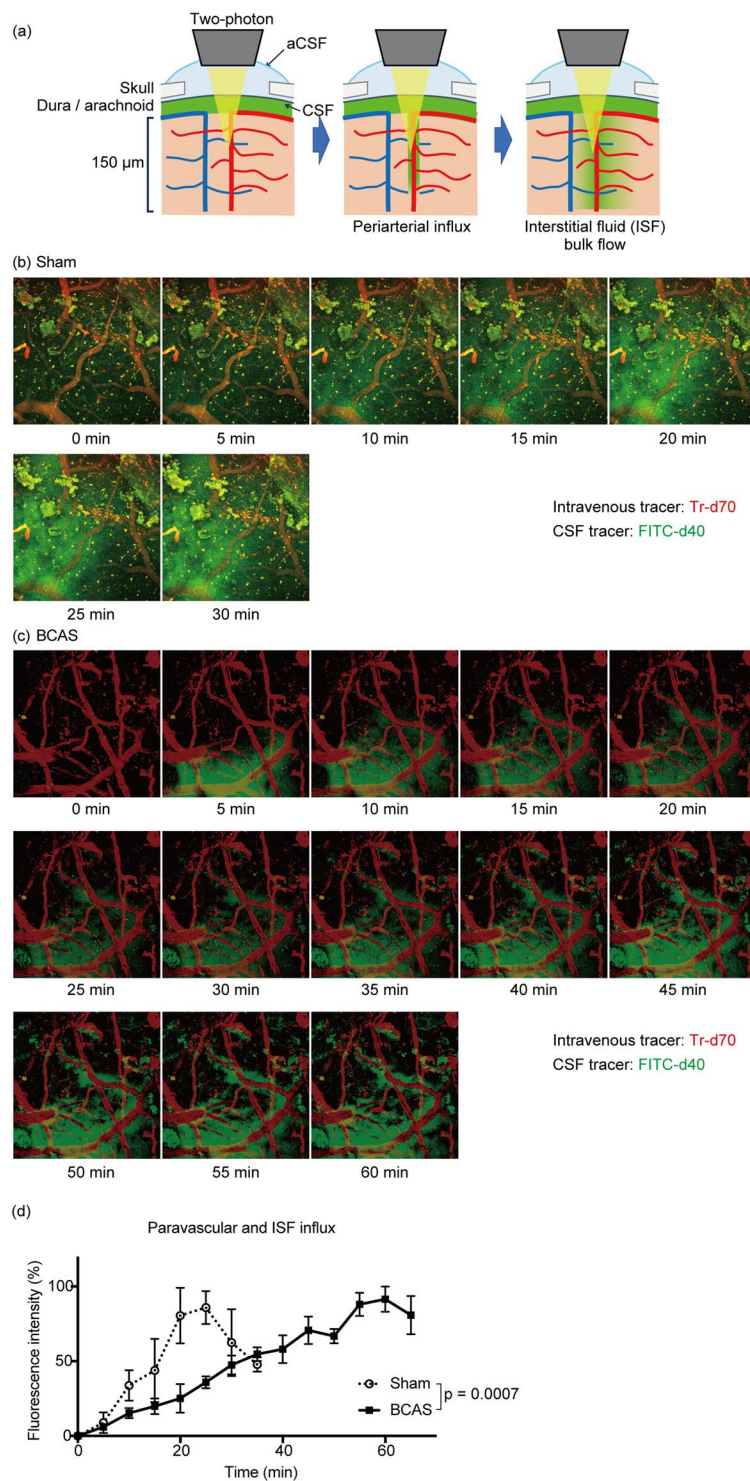 (a)
Two-photon
aCSF
Skull
Dura / arachnoid
CSF
150 μm
Periarterial influx
Interstitial fluid (ISF)
bulk flow
(b) Sham
0 min
5 min
10 min
15 min
20 min
25 min
30 min
Intravenous tracer: Tr-d70
CSF tracer: FITC-d40
(c) BCAS
0 min
5 min
10 min
15 min
20 min
25 min
30 min
35 min
40 min
45 min
50 min
55 min
60 min
Intravenous tracer: Tr-d70
CSF tracer: FITC-d40
(d)
Paravascular and ISF influx
Fluorescence intensity (%)
100
50
0
0
20
40
60
Time (min)
Sham
BCAS
p = 0.0007